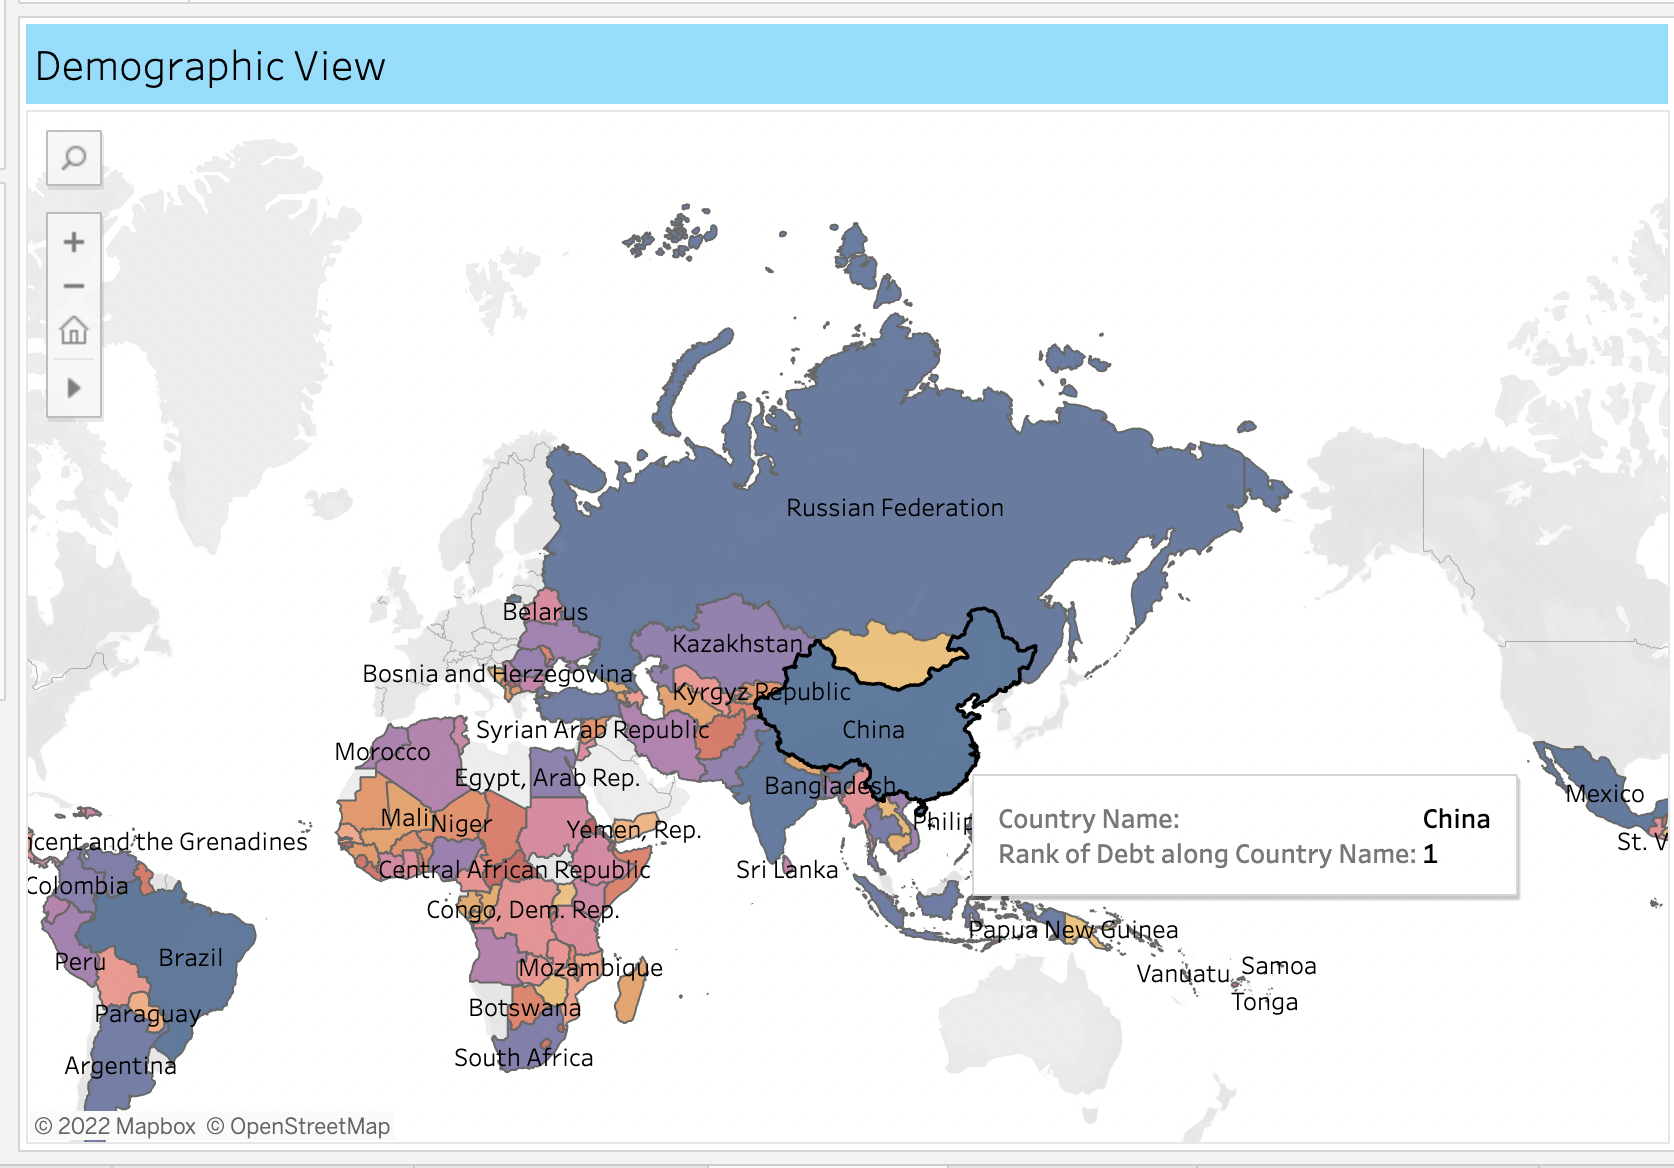 Demographic View
+
−
Russian Federation
Belarus
Kazakhstan
Bosnia and Herzegovina
Kyrgyz Republic
Syrian Arab Republic
China
Morocco
Egypt, Arab Rep.
Bangladesh
Mexico
Mali
Niger
Yemen, Rep.
Philip
Country Name: China
Rank of Debt along Country Name: 1
cent and the Grenadines
St. V
Colombia
Central African Republic
Sri Lanka
Congo, Dem. Rep.
Papua New Guinea
Peru
Brazil
Mozambique
Vanuatu
Samoa
Tonga
Paraguay
Botswana
Argentina
South Africa
© 2022 Mapbox © OpenStreetMap